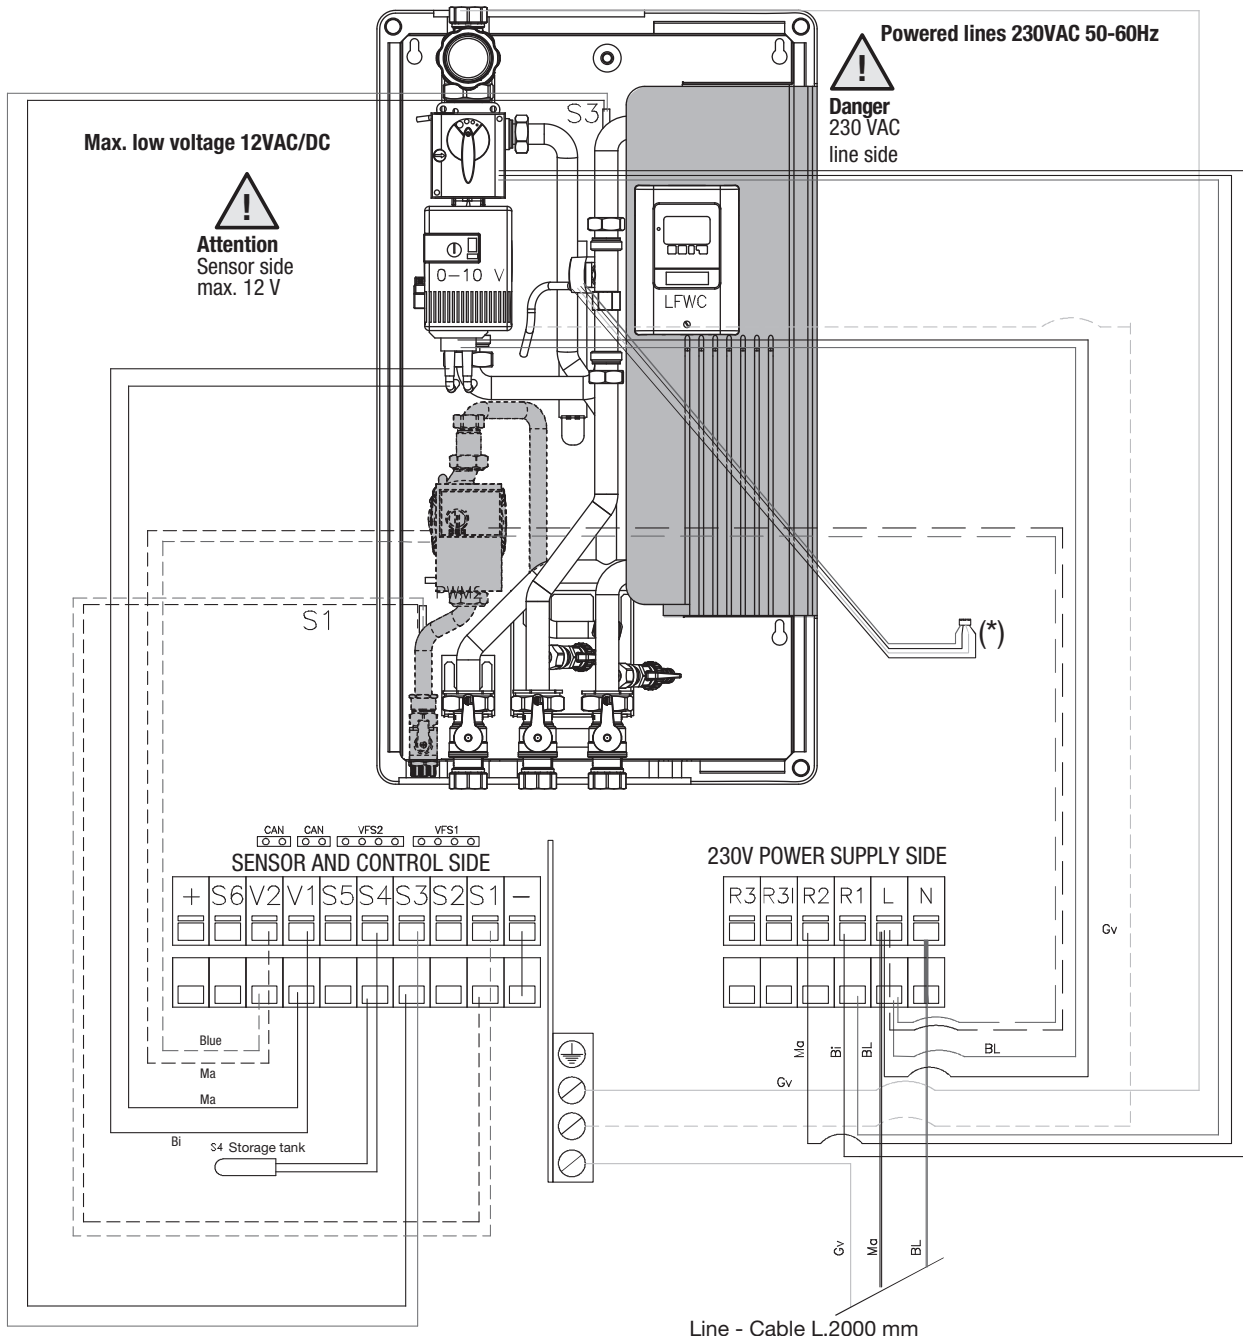 Powered lines 230VAC 50-60Hz
!
Danger
230 VAC
line side
Max. low voltage 12VAC/DC
!
Attention
Sensor side
max. 12 V
S3
0-10 V
LFWC
PWM2
S1
(*)
CAN CAN VFS2 VFS1
SENSOR AND CONTROL SIDE
+ S6 V2 V1 S5 S4 S3 S2 S1 -
230V POWER SUPPLY SIDE
R3 R3I R2 R1 L N
Gv
Blue
Ma
Ma
Bi
S4 Storage tank
Ma
Bi
BL
BL
Gv
Gv
Ma
BL
Line - Cable L.2000 mm